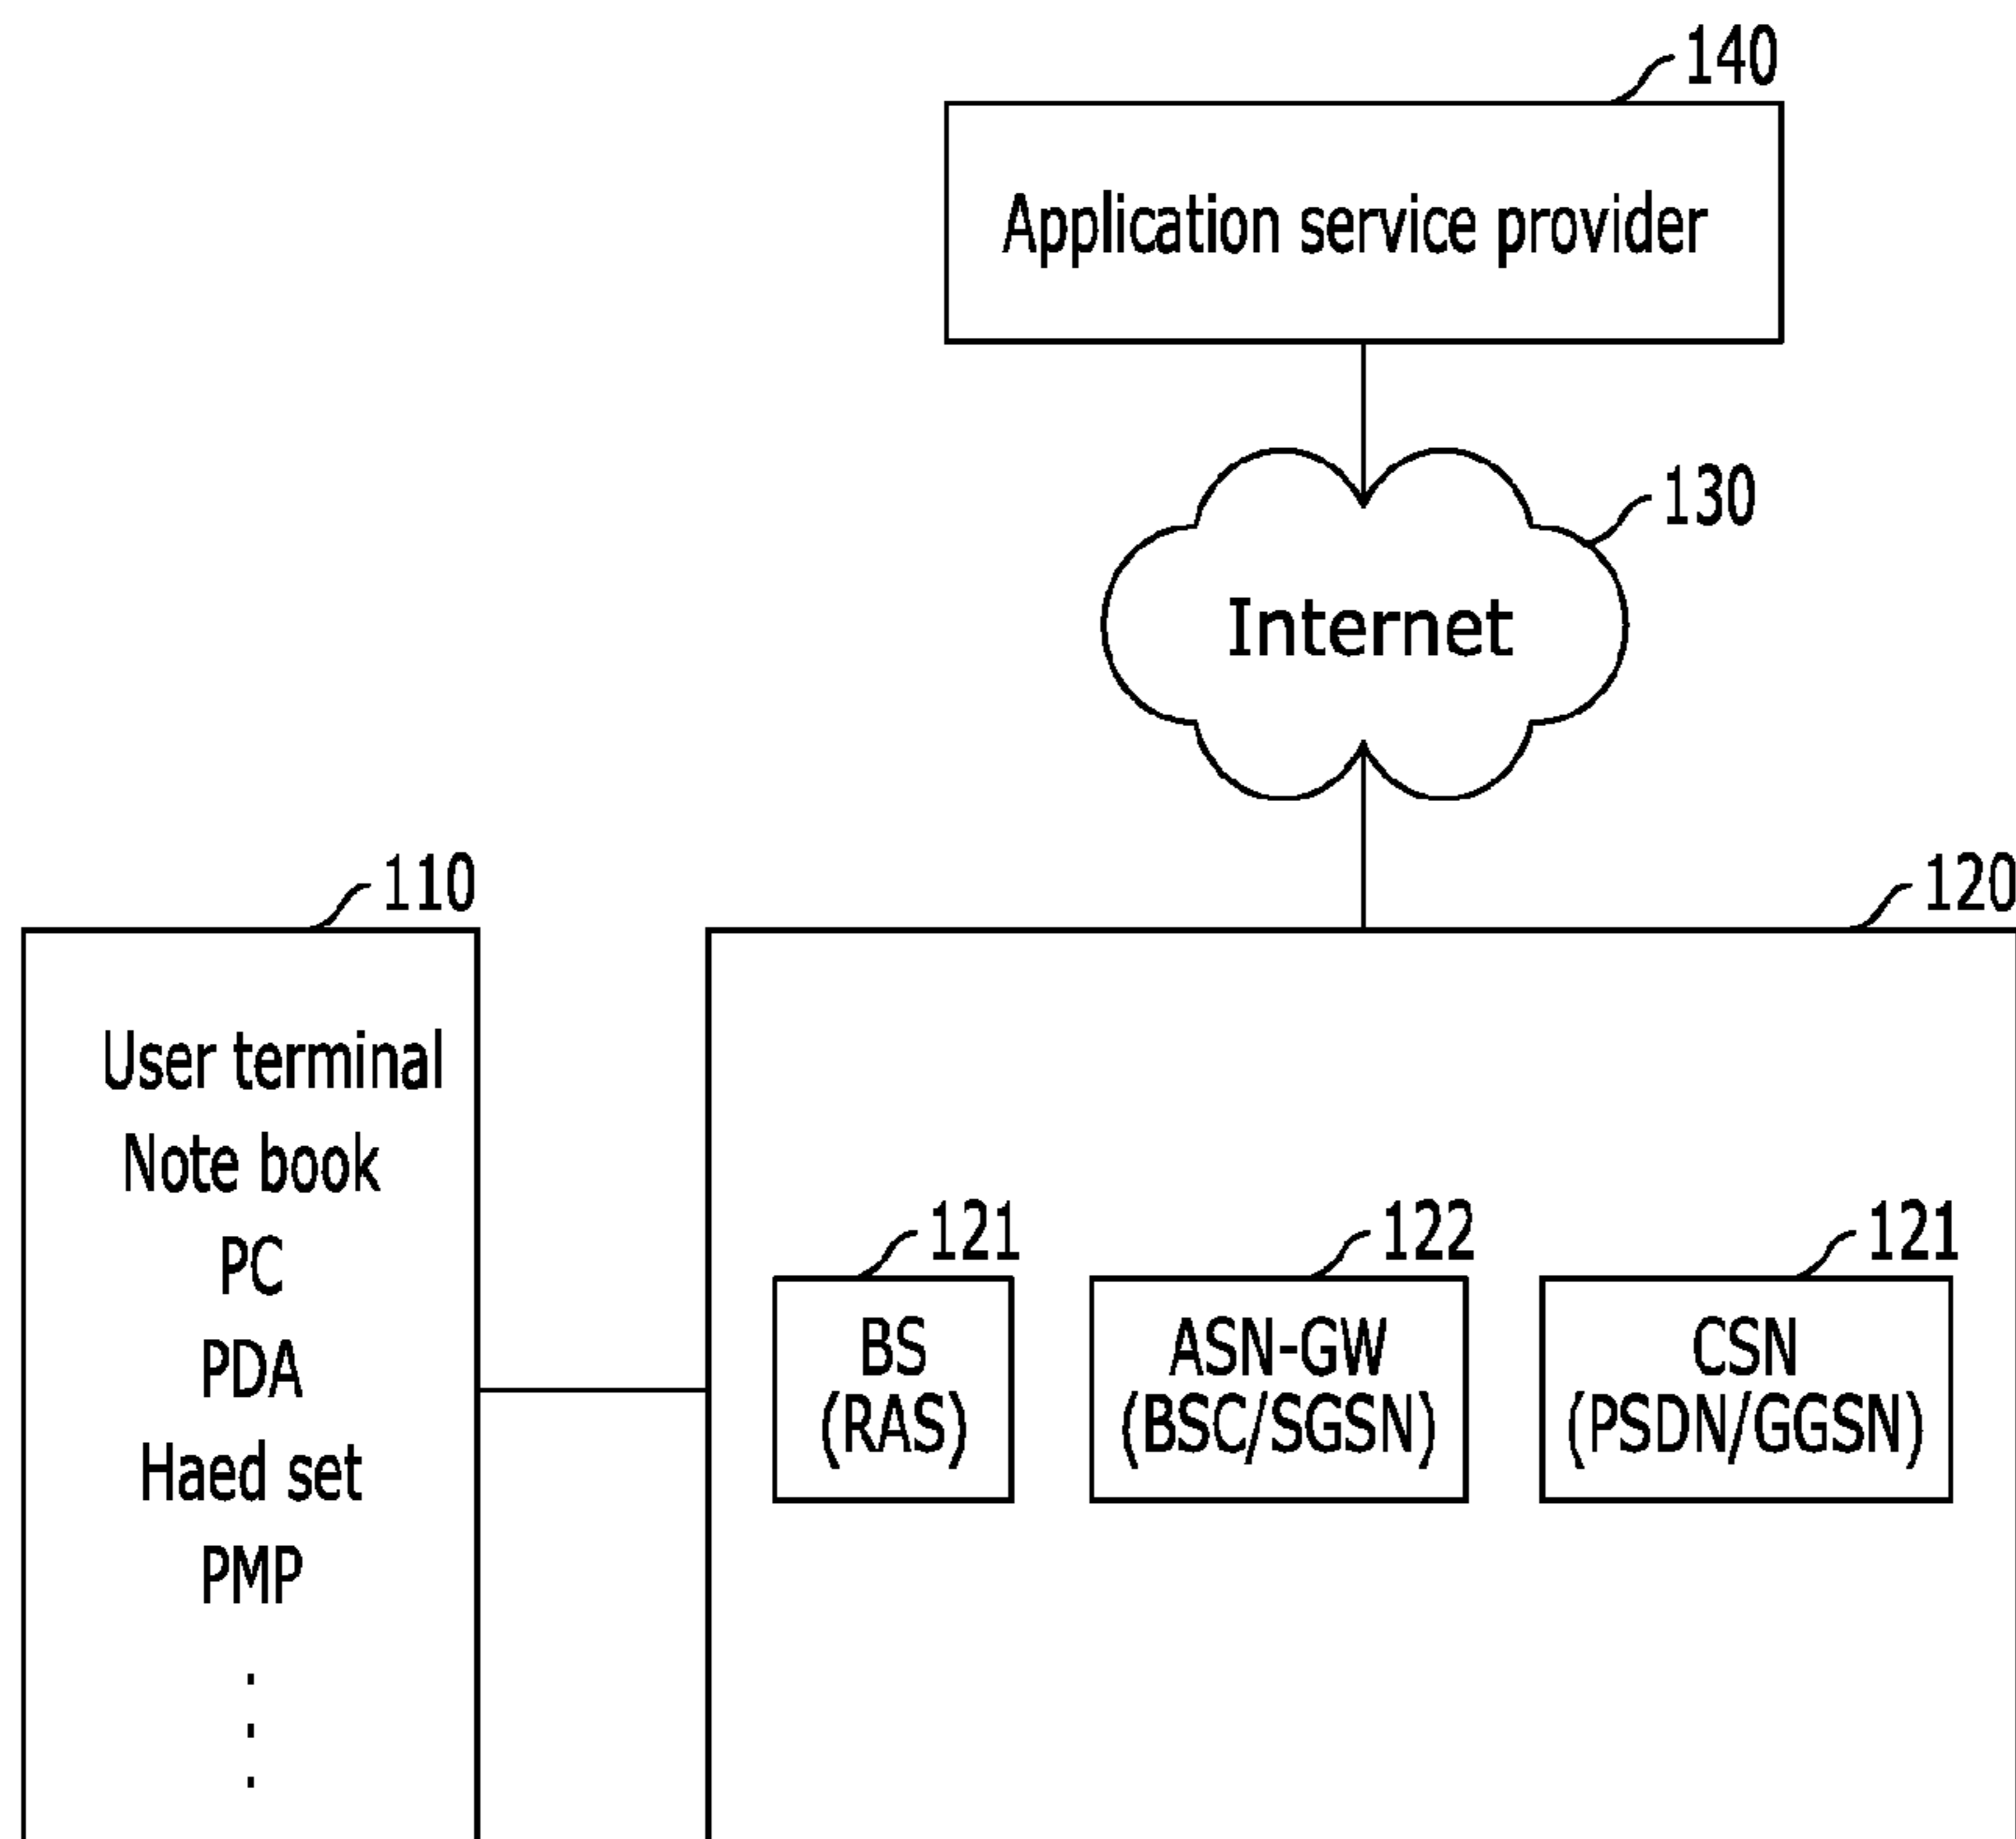 140
Application service provider
130
Internet
110
120
User terminal
Note book
PC
PDA
Haed set
PMP
.
.
.
121
122
121
BS
(RAS)
ASN-GW
(BSC/SGSN)
CSN
(PSDN/GGSN)